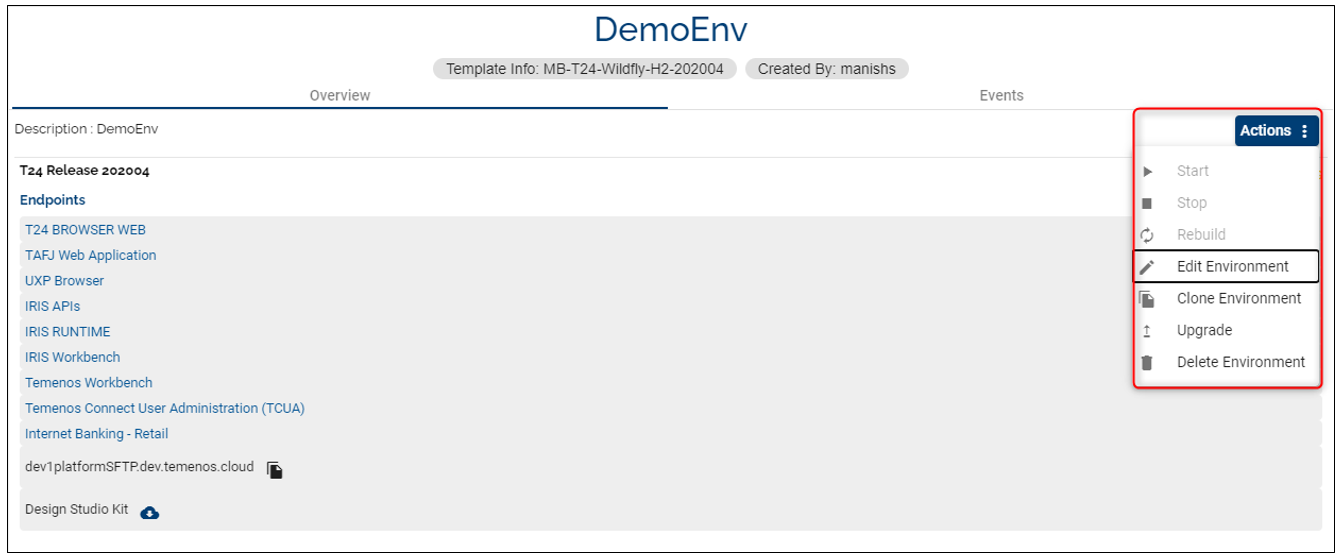 DemoEnv
Template Info: MB-T24-Wildfly-H2-202004 Created By: manishs
Overview Events
Description : DemoEnv
Actions
T24 Release 202004
Endpoints
T24 BROWSER WEB
TAFJ Web Application
UXP Browser
IRIS APIs
IRIS RUNTIME
IRIS Workbench
Temenos Workbench
Temenos Connect User Administration (TCUA)
Internet Banking - Retail
dev1platformSFTP.dev.temenos.cloud
Design Studio Kit
Start
Stop
Rebuild
Edit Environment
Clone Environment
Upgrade
Delete Environment